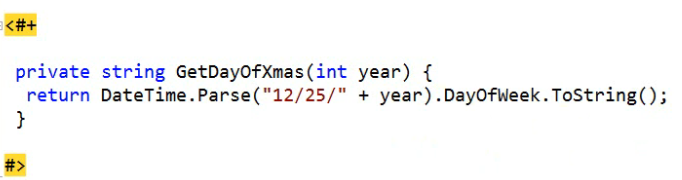 <#+
private string GetDayOfXmas(int year) {
return DateTime.Parse("12/25/" + year).DayOfWeek.ToString();
}
#>